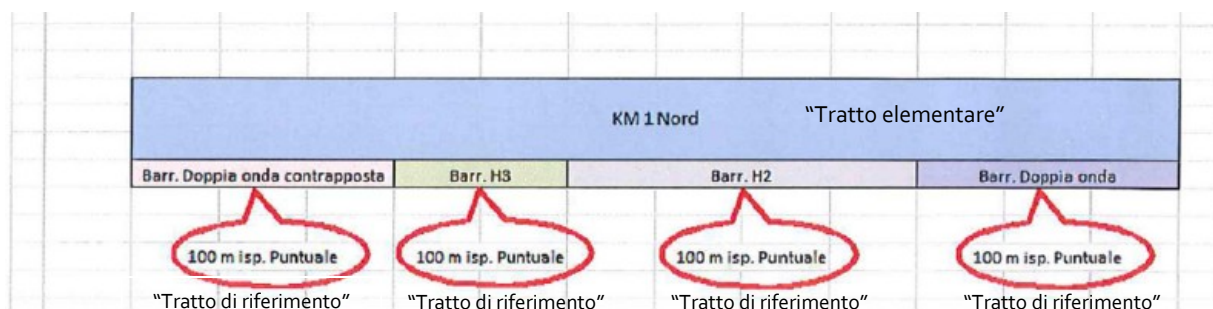 KM 1 Nord “Tratto elementare”
Barr. Doppia onda contrapposta Barr. H3 Barr. H2 Barr. Doppia onda
100 m isp. Puntuale 100 m isp. Puntuale 100 m isp. Puntuale 100 m isp. Puntuale
“Tratto di riferimento” “Tratto di riferimento” “Tratto di riferimento” “Tratto di riferimento”